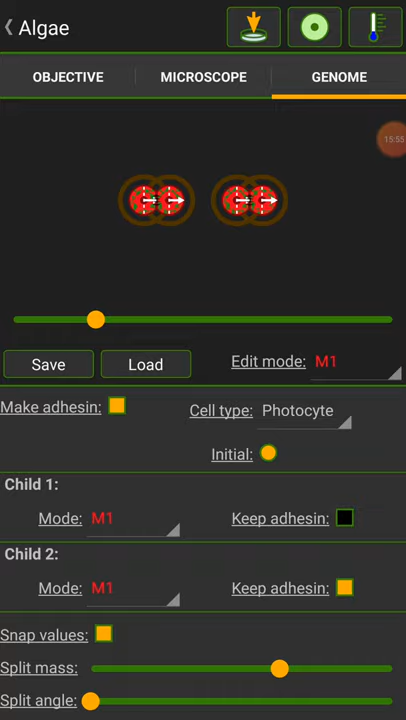 Algae
OBJECTIVE MICROSCOPE GENOME
15:55
Save Load Edit mode: M1
Make adhesin: Cell type: Photocyte
Initial:
Child 1:
Mode: M1 Keep adhesin:
Child 2:
Mode: M1 Keep adhesin:
Snap values:
Split mass:
Split angle: